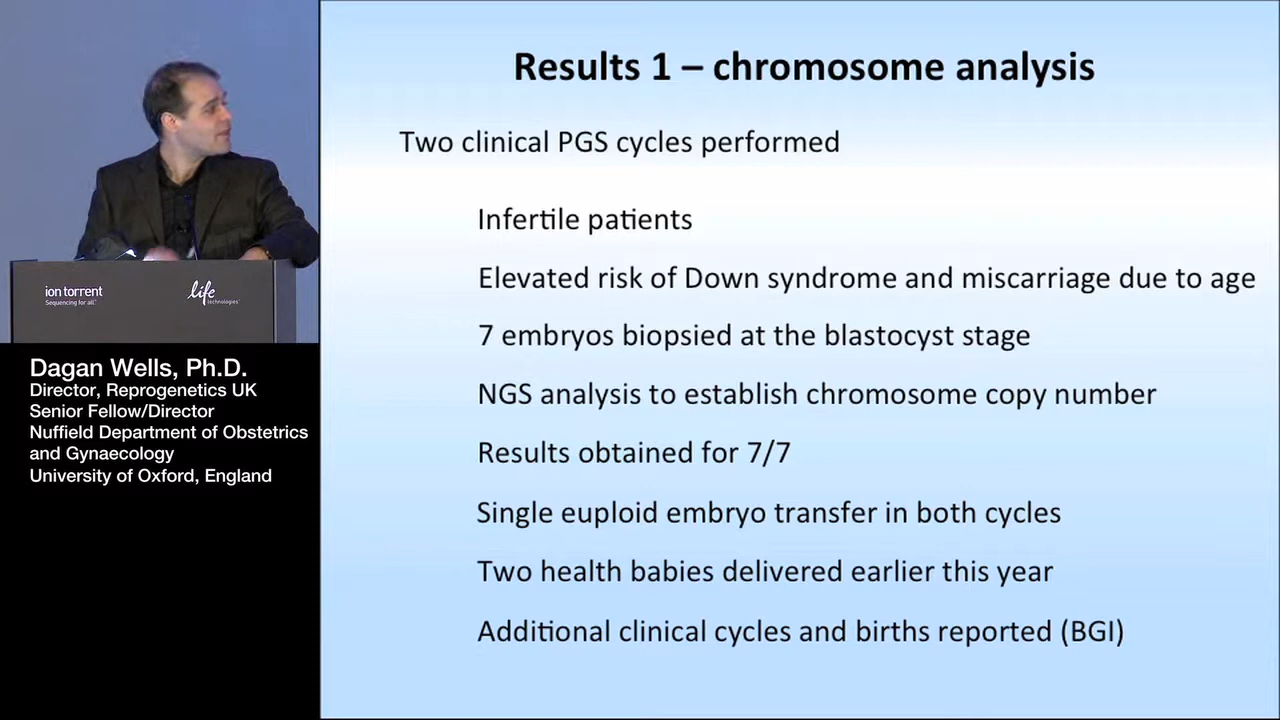 Results 1 – chromosome analysis
Two clinical PGS cycles performed
Infertile patients
Elevated risk of Down syndrome and miscarriage due to age
7 embryos biopsied at the blastocyst stage
NGS analysis to establish chromosome copy number
Results obtained for 7/7
Single euploid embryo transfer in both cycles
Two health babies delivered earlier this year
Additional clinical cycles and births reported (BGI)
ion torrent
Sequencing for all™
life
technologies™
Dagan Wells, Ph.D.
Director, Reprogenetics UK
Senior Fellow/Director
Nuffield Department of Obstetrics
and Gynaecology
University of Oxford, England